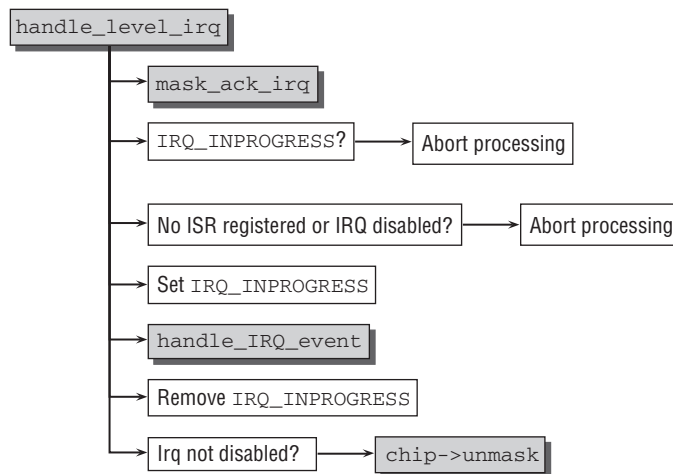 handle_level_irq
mask_ack_irq
IRQ_INPROGRESS? Abort processing
No ISR registered or IRQ disabled? Abort processing
Set IRQ_INPROGRESS
handle_IRQ_event
Remove IRQ_INPROGRESS
Irq not disabled? chip->unmask